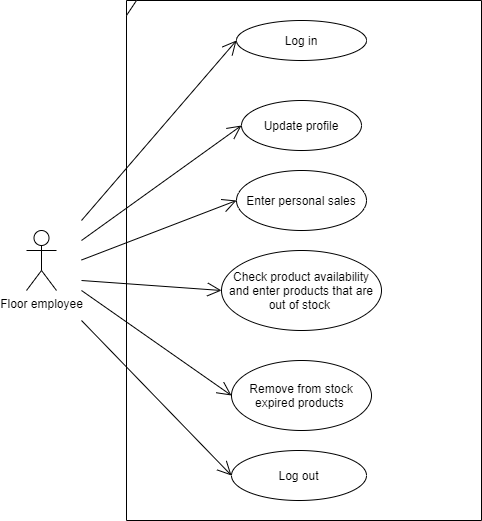 Log in
Update profile
Enter personal sales
Floor employee
Check product availability
and enter products that are
out of stock
Remove from stock
expired products
Log out